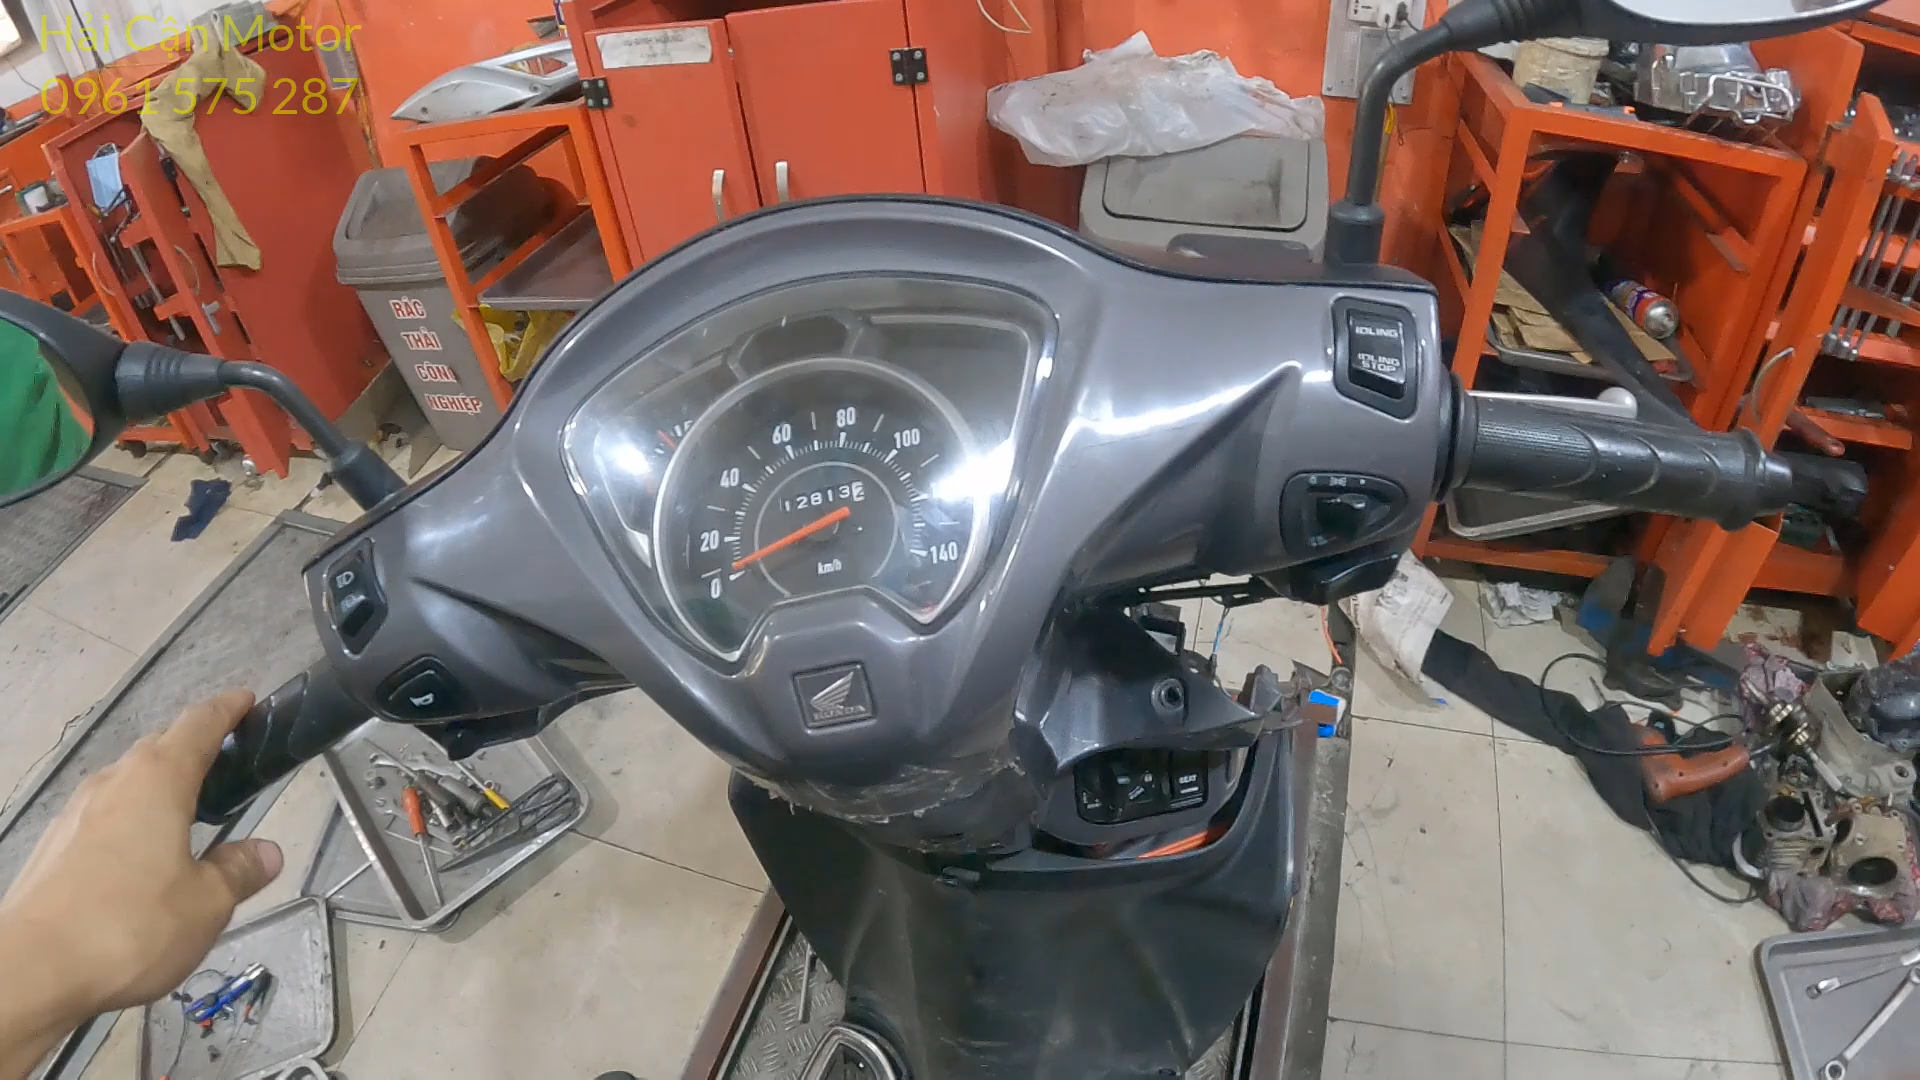 Hải Cận Motor
0961 575 287
RÁC
THẢI
CÔNG
NGHIỆP
IDLING
IDLING
STOP
0
20
40
60
80
100
140
12813
km/h
HONDA
SEAT